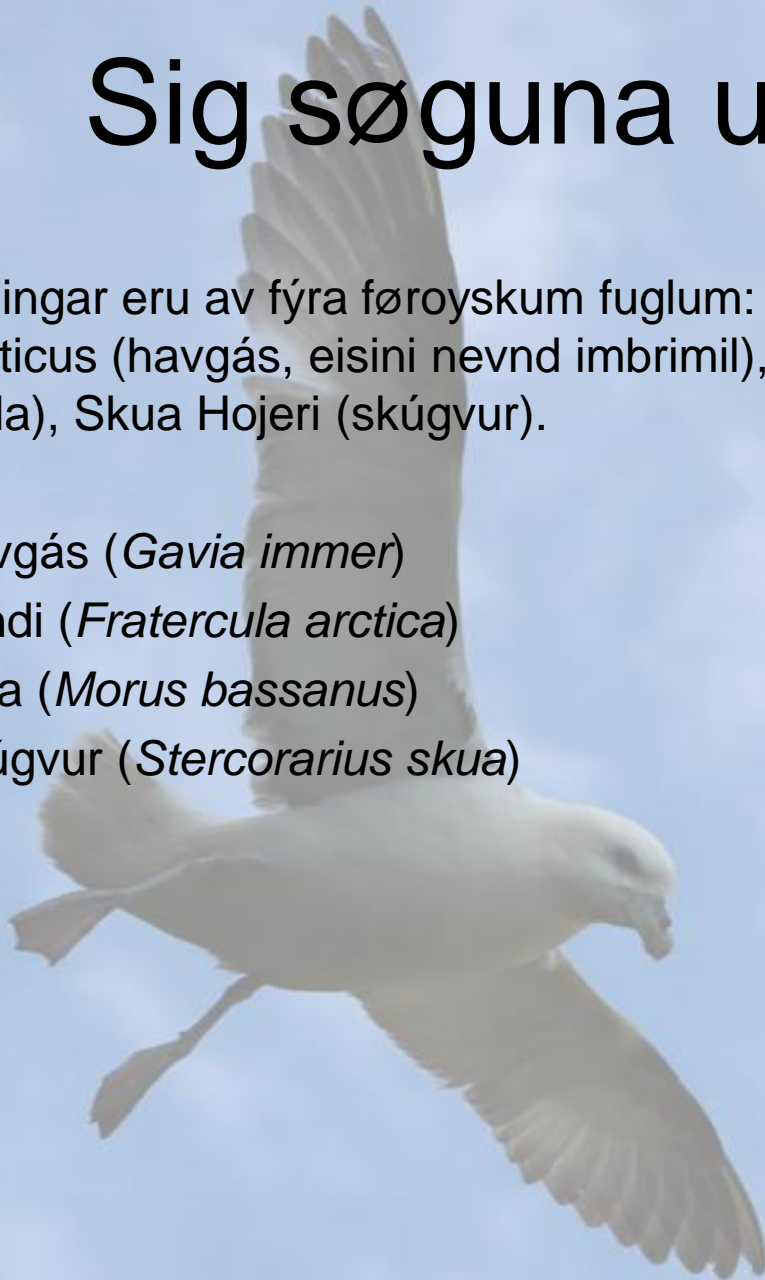 Sig søguna u
ingar eru av fýra føroyskum fuglum:
ticus (havgás, eisini nevnd imbrimil),
la), Skua Hojeri (skúgvur).
vgás (Gavia immer)
ndi (Fratercula arctica)
a (Morus bassanus)
úgvur (Stercorarius skua)